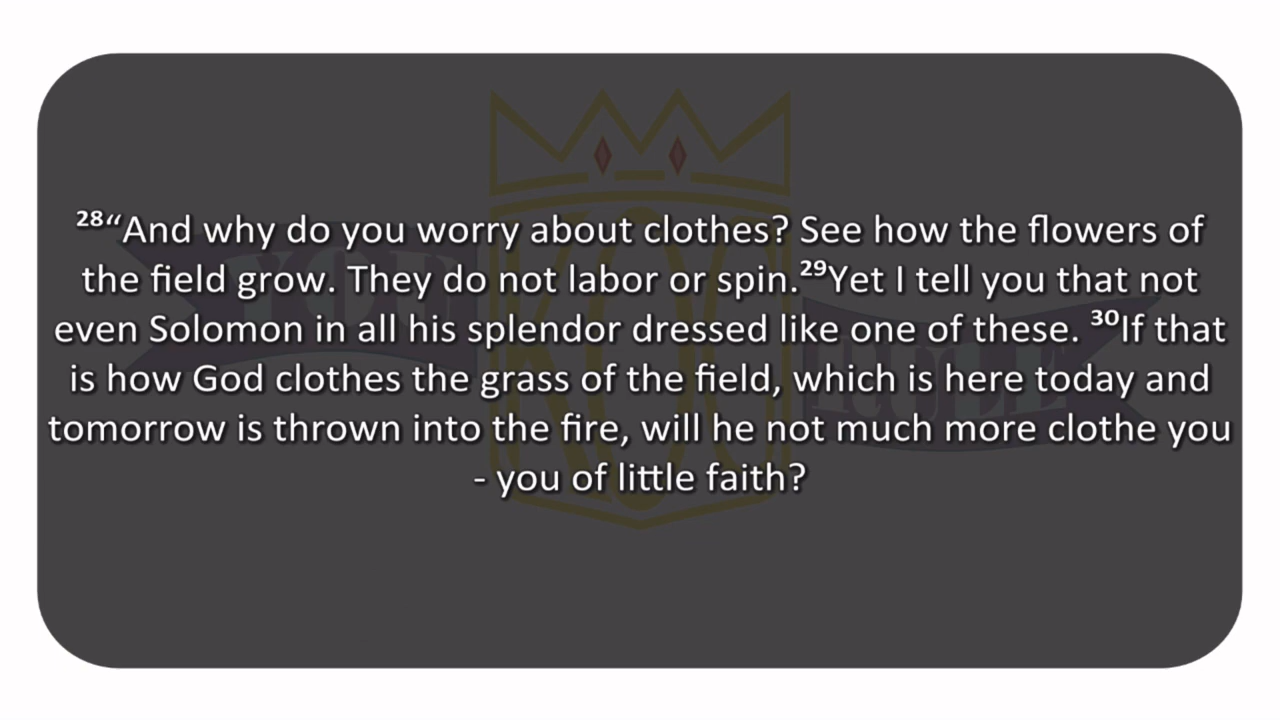 ²⁸“And why do you worry about clothes? See how the flowers of
the field grow. They do not labor or spin.²⁹Yet I tell you that not
even Solomon in all his splendor dressed like one of these. ³⁰If that
is how God clothes the grass of the field, which is here today and
tomorrow is thrown into the fire, will he not much more clothe you
- you of little faith?